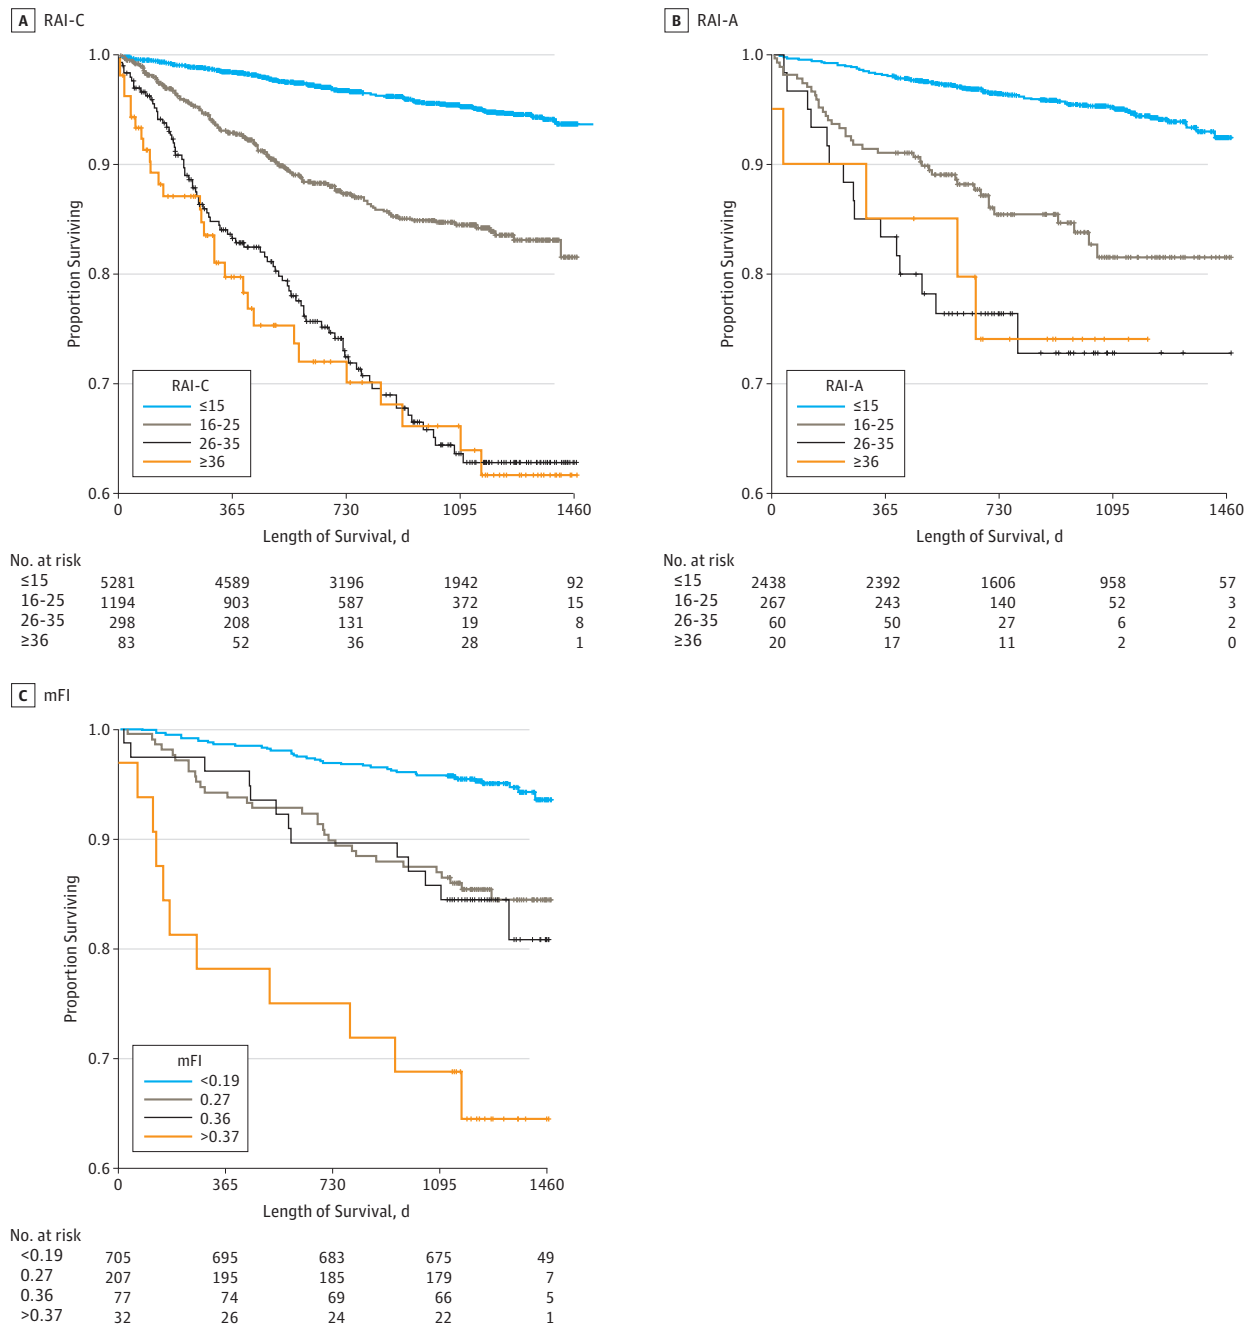 A RAI-C
1.0
0.9
0.8
0.7
0.6
Proportion Surviving
RAI-C
≤15
16-25
26-35
≥36
0 365 730 1095 1460
Length of Survival, d
No. at risk
≤15 5281 4589 3196 1942 92
16-25 1194 903 587 372 15
26-35 298 208 131 19 8
≥36 83 52 36 28 1
B RAI-A
1.0
0.9
0.8
0.7
0.6
Proportion Surviving
RAI-A
≤15
16-25
26-35
≥36
0 365 730 1095 1460
Length of Survival, d
No. at risk
≤15 2438 2392 1606 958 57
16-25 267 243 140 52 3
26-35 60 50 27 6 2
≥36 20 17 11 2 0
C mFI
1.0
0.9
0.8
0.7
0.6
Proportion Surviving
mFI
<0.19
0.27
0.36
>0.37
0 365 730 1095 1460
Length of Survival, d
No. at risk
<0.19 705 695 683 675 49
0.27 207 195 185 179 7
0.36 77 74 69 66 5
>0.37 32 26 24 22 1